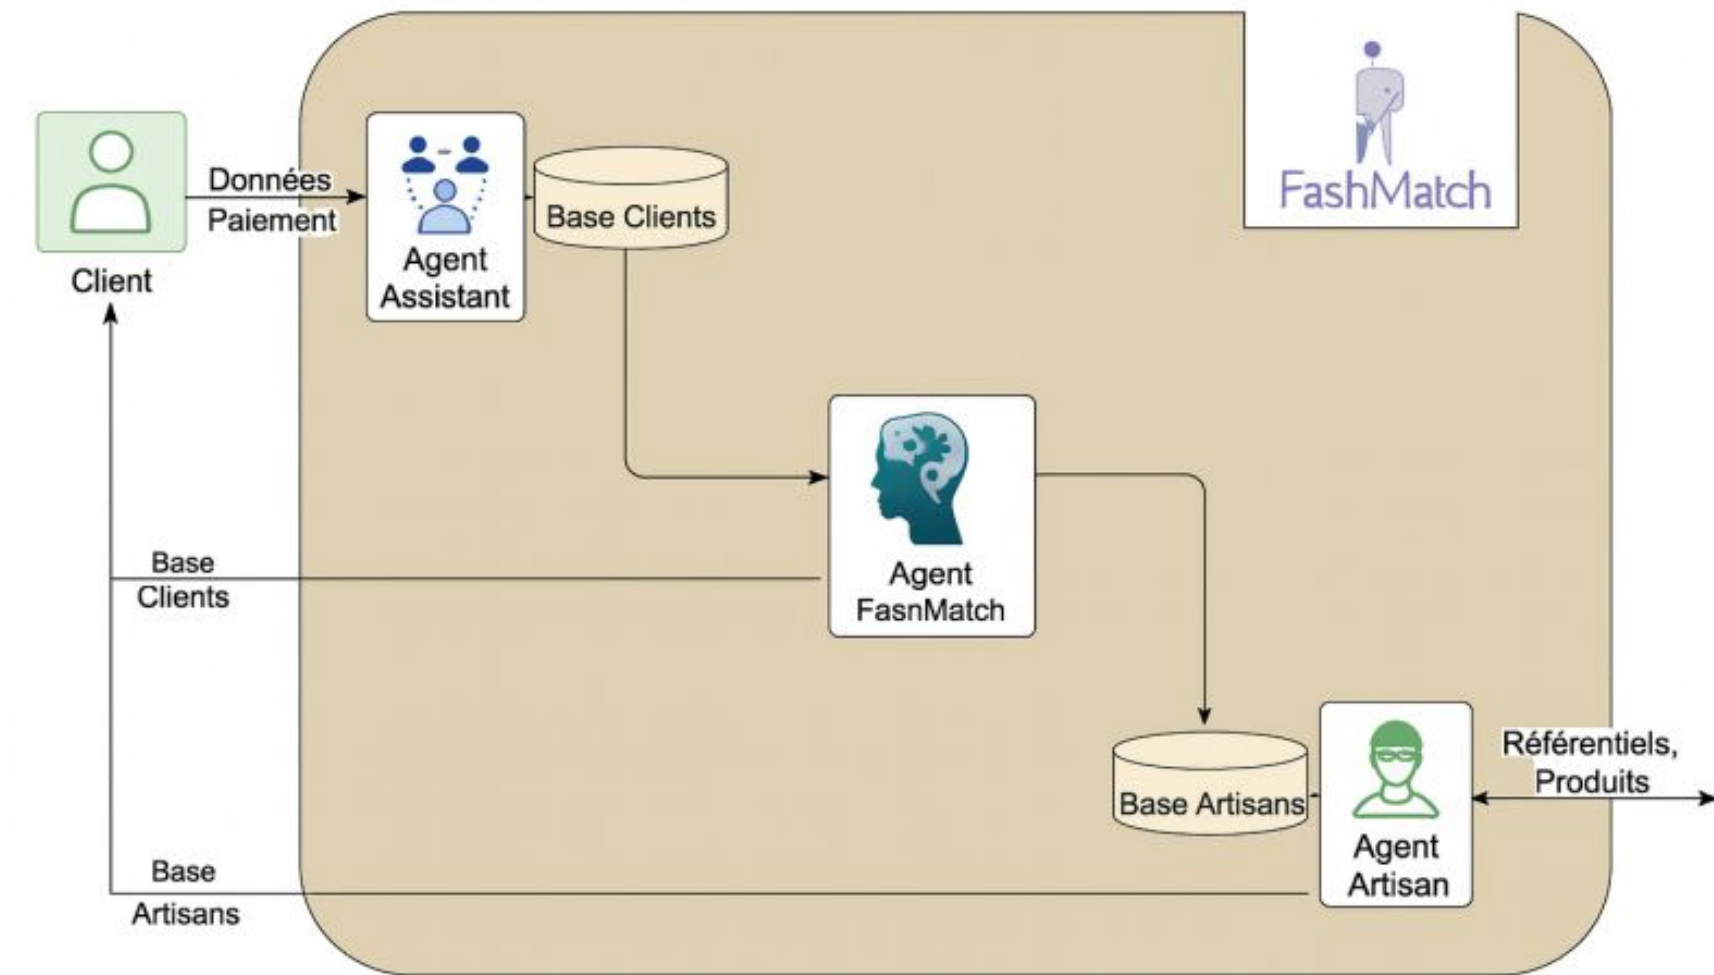 FashMatch
Données
Paiement
Client
Agent
Assistant
Base Clients
Agent
FasnMatch
Base
Clients
Base Artisans
Agent
Artisan
Référentiels,
Produits
Base
Artisans